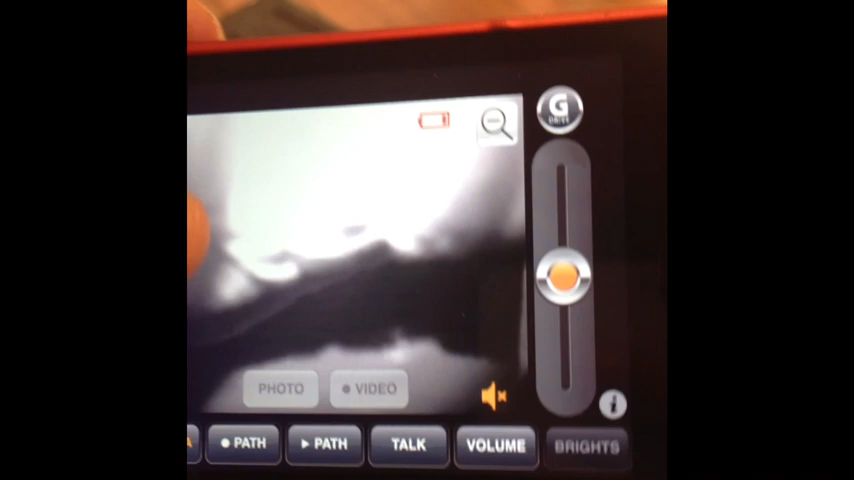 G
PHOTO
VIDEO
PATH
PATH
TALK
VOLUME
BRIGHTS